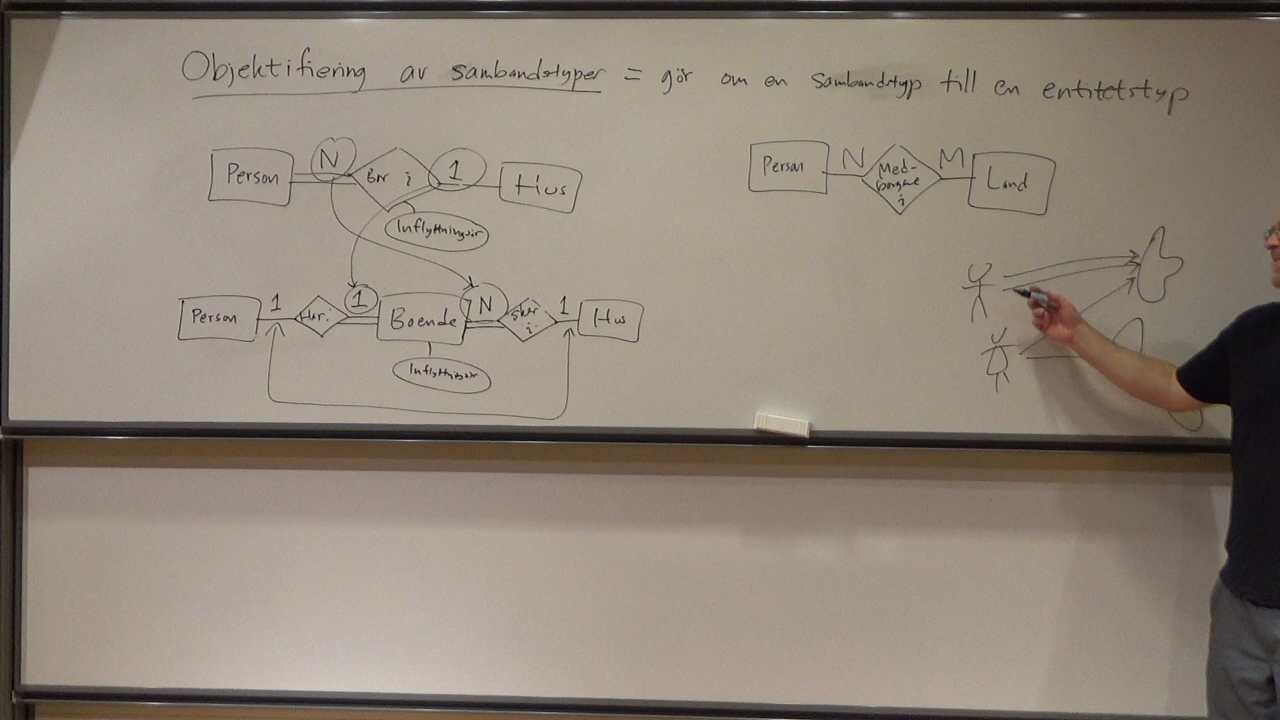 Objektifiering av sambandstyper = gör om en sambandstyp till en entitetstyp
Person N Bor i 1 Hus
Inflyttningsår
Person N Med-
borgare
i M Land
Person 1 Har 1 Boende N Sker
i 1 Hus
Inflyttningsår